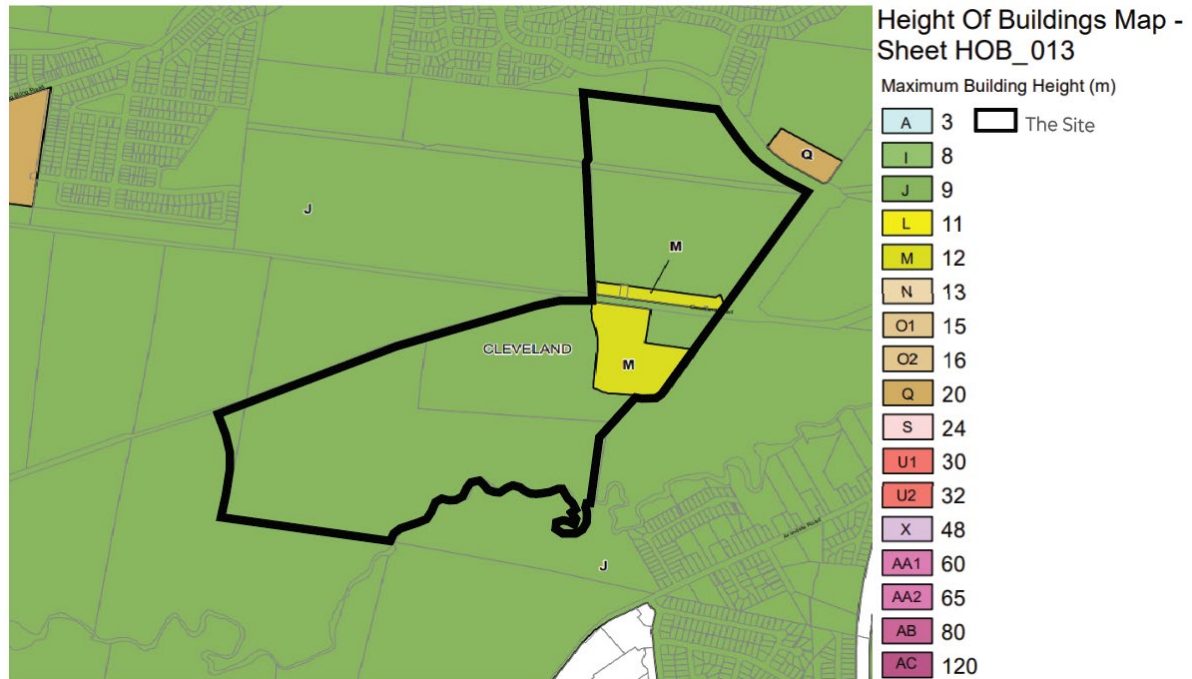 Height Of Buildings Map -
Sheet HOB_013
Maximum Building Height (m)
A 3 The Site
I 8
J 9
L 11
M 12
N 13
O1 15
O2 16
Q 20
S 24
U1 30
U2 32
X 48
AA1 60
AA2 65
AB 80
AC 120
Q
J
M
CLEVELAND
M
J